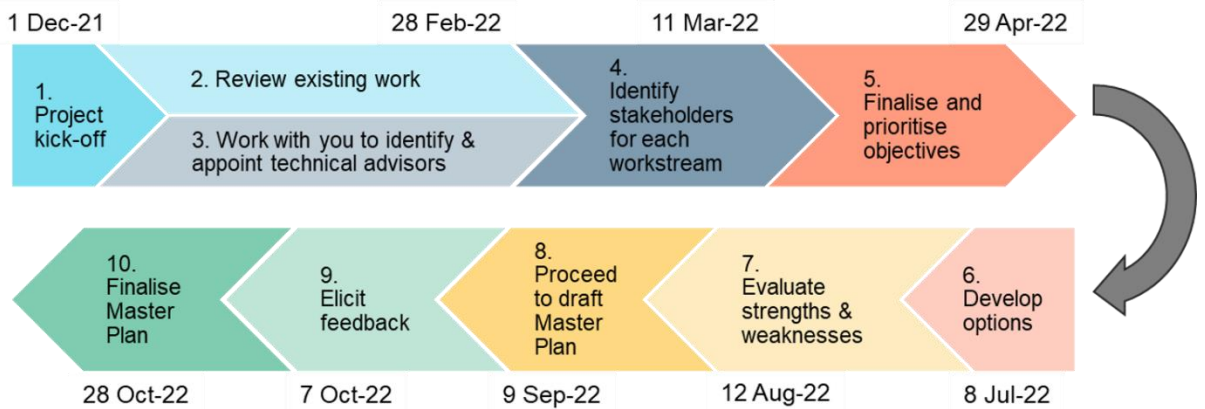 1 Dec-21
28 Feb-22
11 Mar-22
29 Apr-22
1.
Project
kick-off
2. Review existing work
3. Work with you to identify &
appoint technical advisors
4.
Identify
stakeholders
for each
workstream
5.
Finalise and
prioritise
objectives
6.
Develop
options
7.
Evaluate
strengths &
weaknesses
8.
Proceed
to draft
Master
Plan
9.
Elicit
feedback
10.
Finalise
Master
Plan
28 Oct-22
7 Oct-22
9 Sep-22
12 Aug-22
8 Jul-22